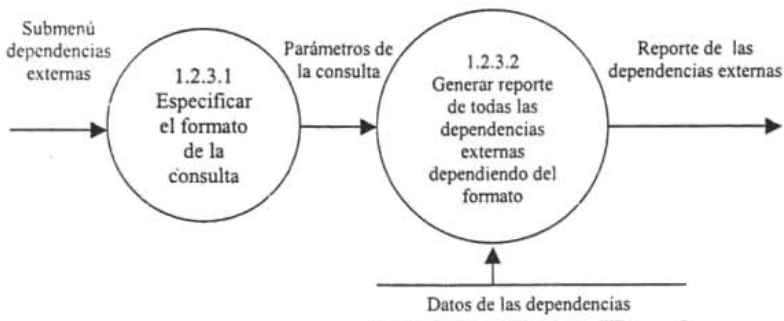 Submenú
dependencias
externas
1.2.3.1
Especificar
el formato
de la
consulta
Parámetros de
la consulta
1.2.3.2
Generar reporte
de todas las
dependencias
externas
dependiendo del
formato
Reporte de las
dependencias externas
Datos de las dependencias